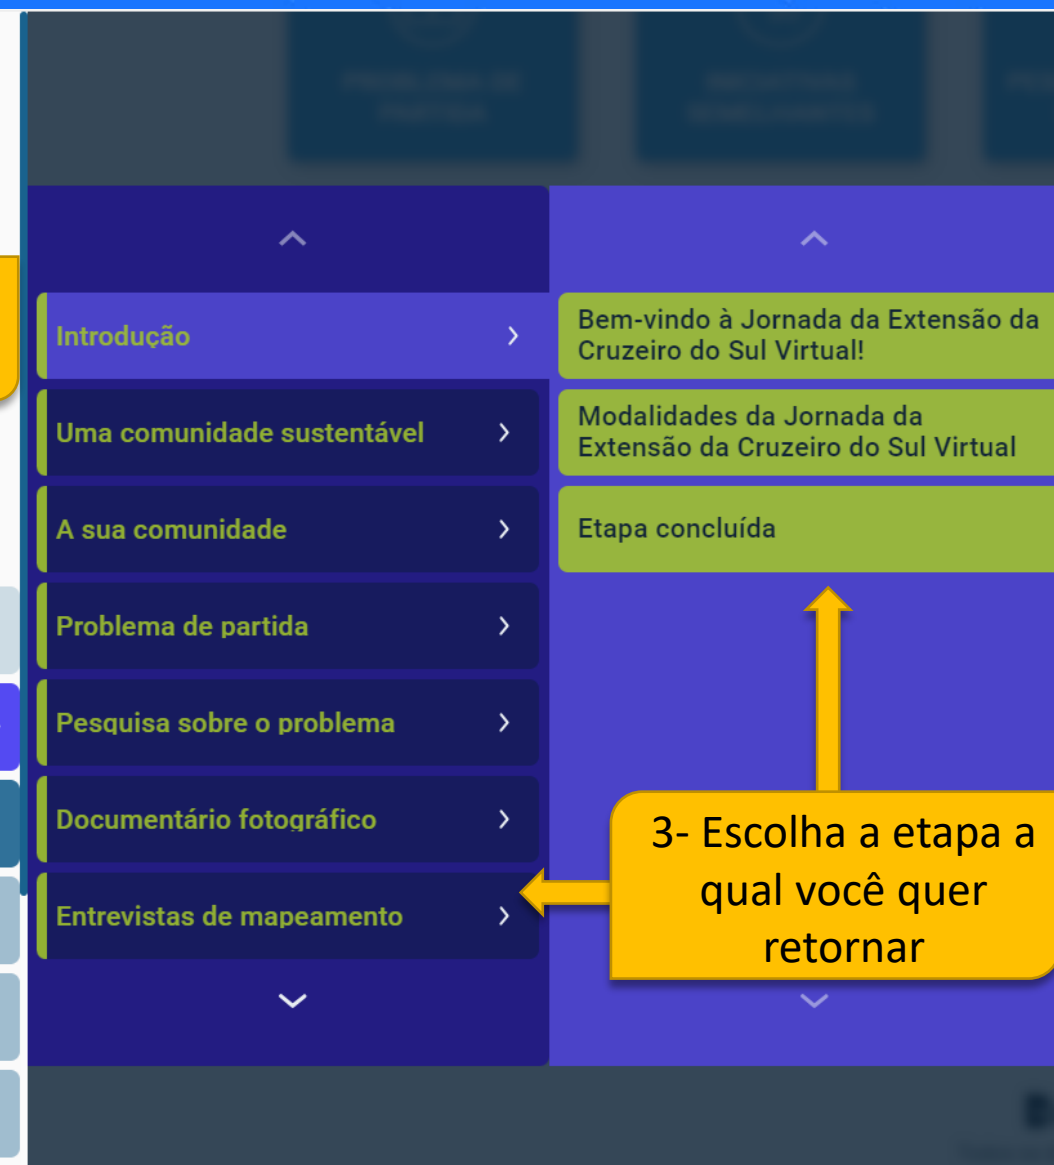 Introdução
Uma comunidade sustentável
A sua comunidade
Problema de partida
Pesquisa sobre o problema
Documentário fotográfico
Entrevistas de mapeamento
Bem-vindo à Jornada da Extensão da
Cruzeiro do Sul Virtual!
Modalidades da Jornada da
Extensão da Cruzeiro do Sul Virtual
Etapa concluída
3- Escolha a etapa a
qual você quer
retornar